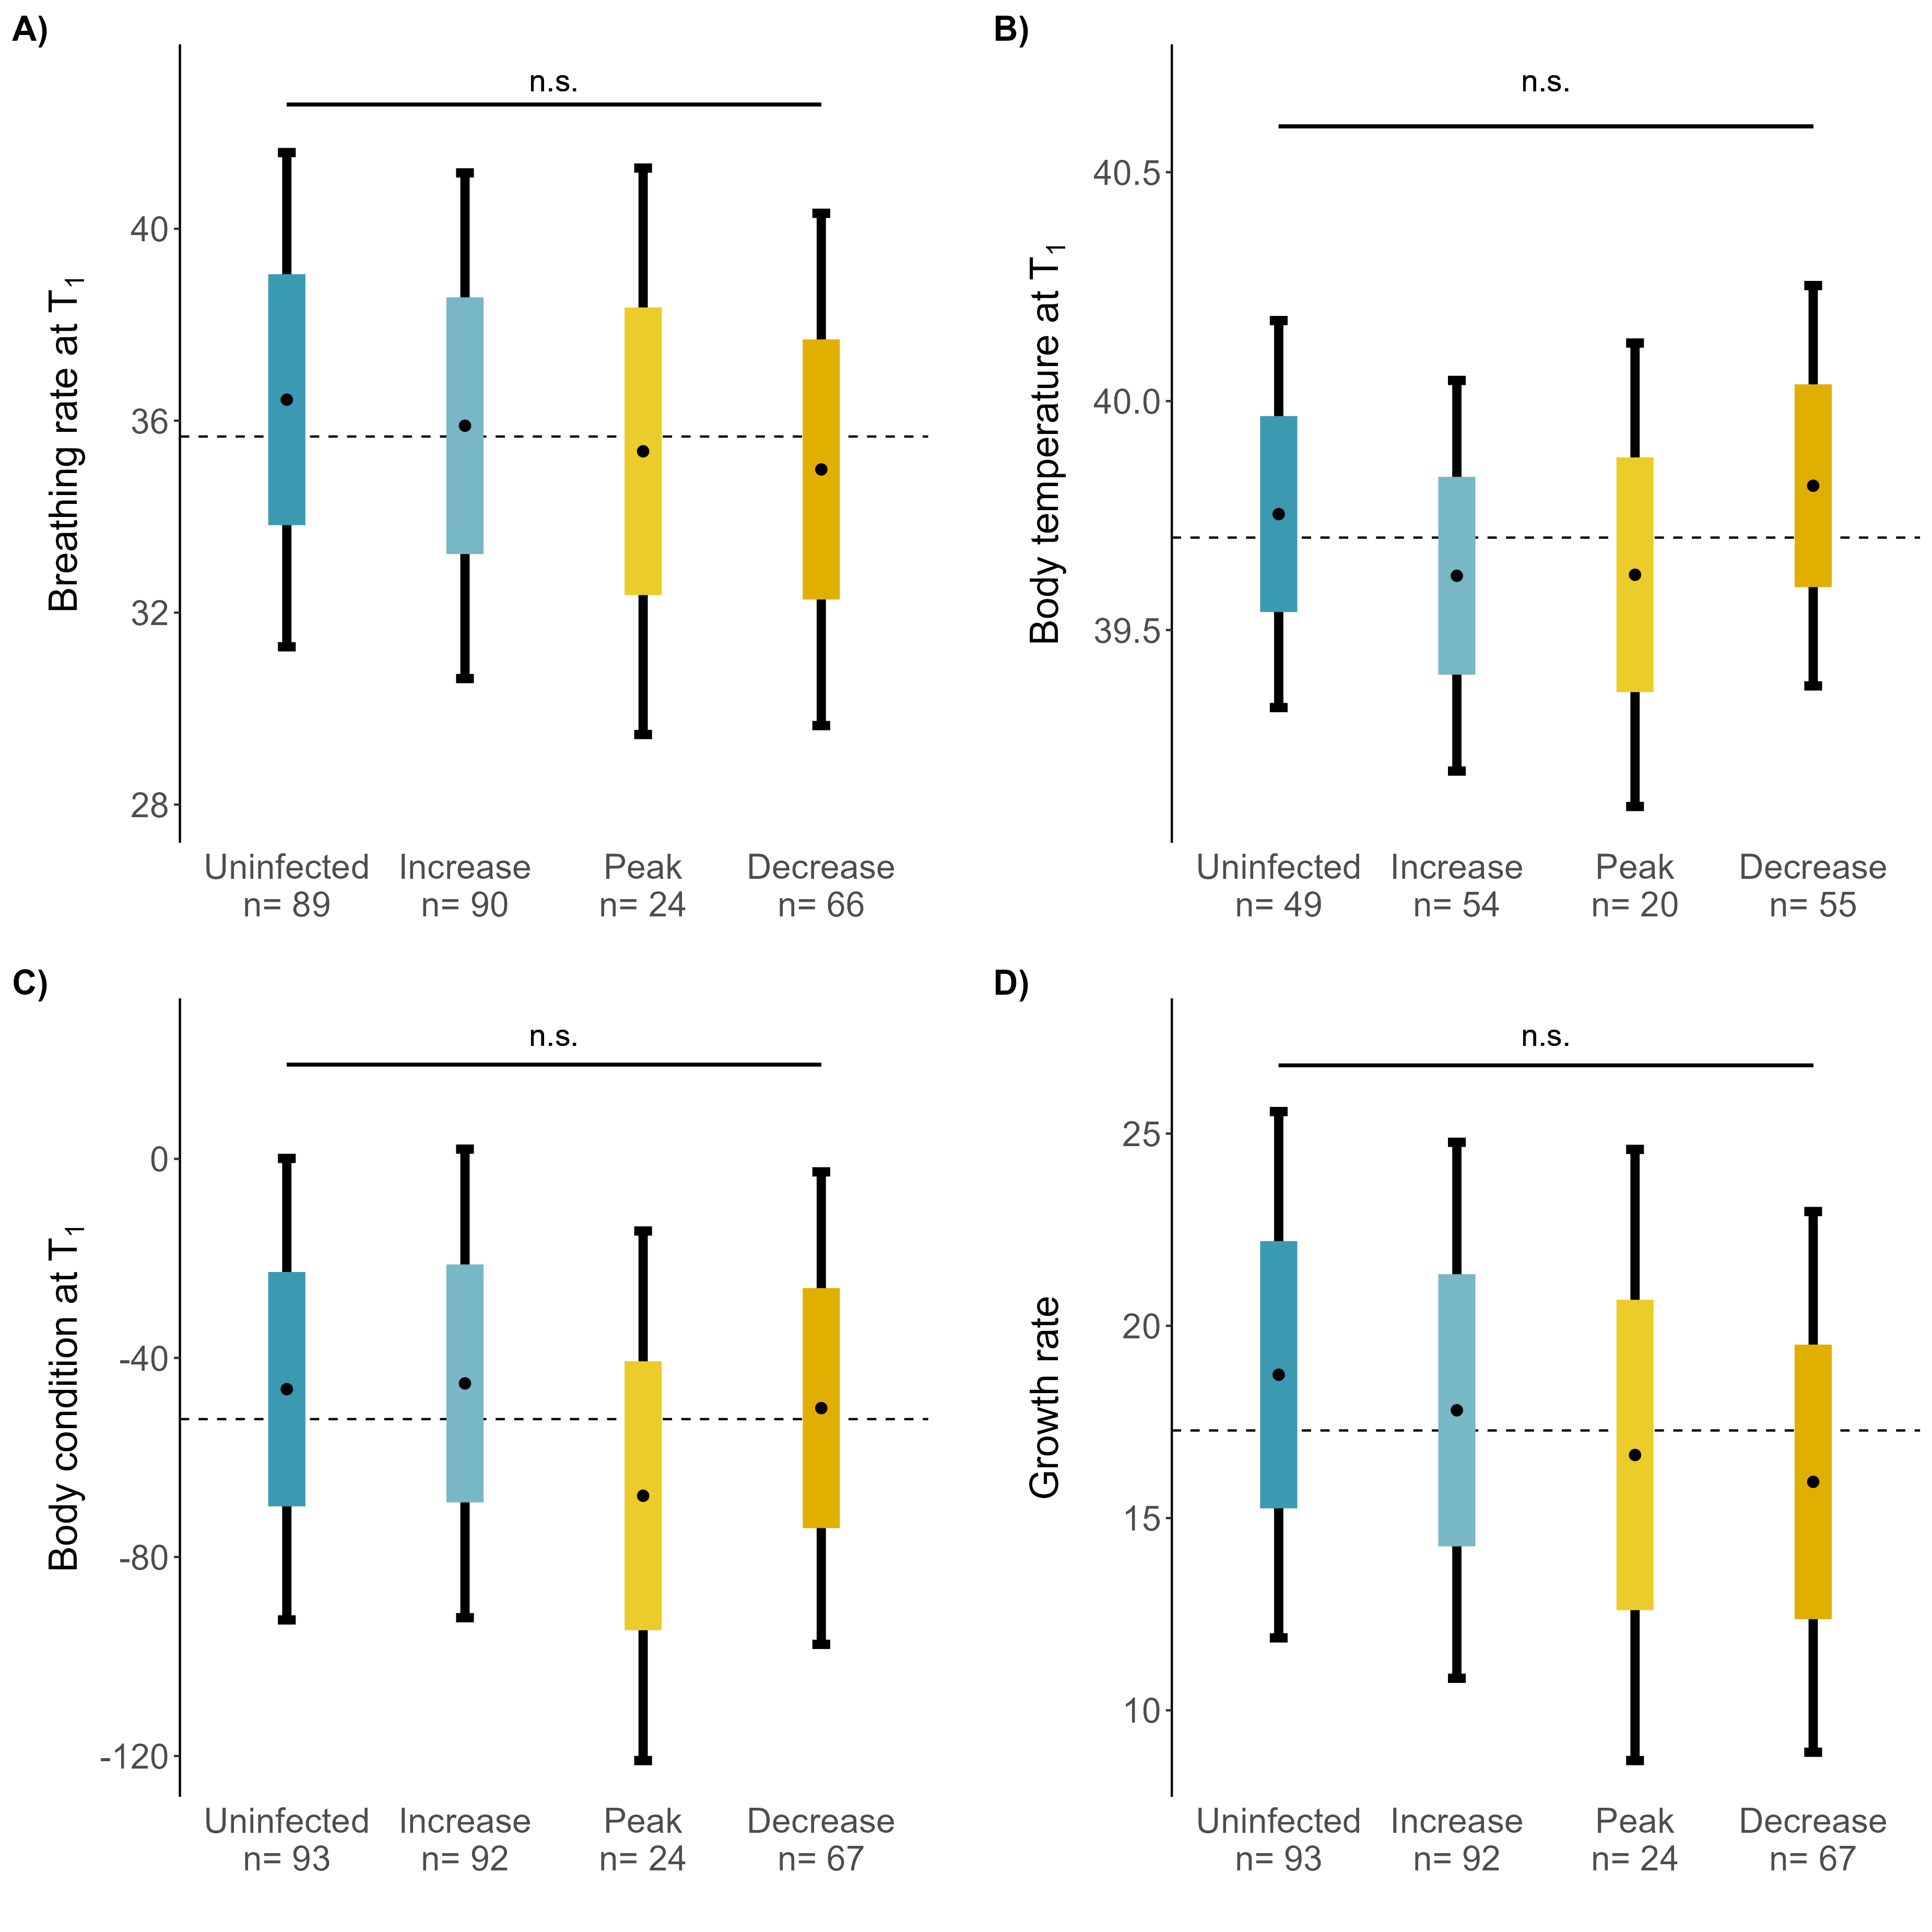 A)
n.s.
Breathing rate at T1
40
36
32
28
Uninfected Increase Peak Decrease
n= 89 n= 90 n= 24 n= 66
B)
n.s.
Body temperature at T1
40.5
40.0
39.5
Uninfected Increase Peak Decrease
n= 49 n= 54 n= 20 n= 55
C)
n.s.
Body condition at T1
0
-40
-80
-120
Uninfected Increase Peak Decrease
n= 93 n= 92 n= 24 n= 67
D)
n.s.
Growth rate
25
20
15
10
Uninfected Increase Peak Decrease
n= 93 n= 92 n= 24 n= 67